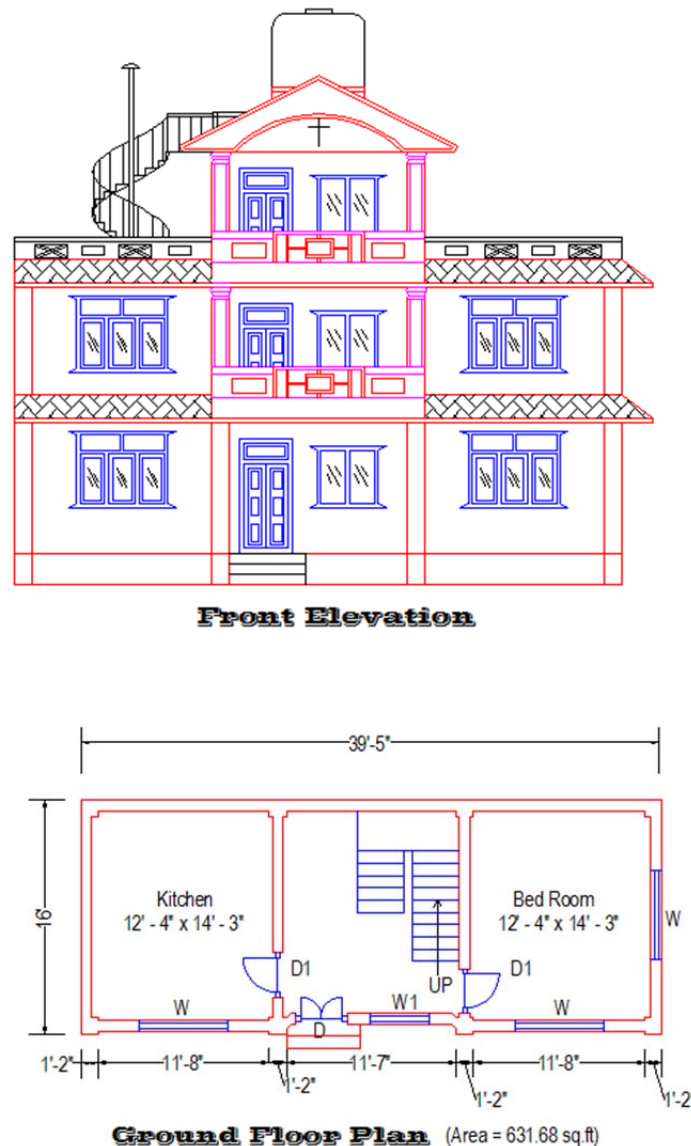 Front Elevation
39'-5"
16'
Kitchen
12' - 4" x 14' - 3"
Bed Room
12' - 4" x 14' - 3"
W
D1
UP
D1
W
D
W1
W
1'-2"
11'-8"
1'-2"
11'-7"
1'-2"
11'-8"
1'-2
Ground Floor Plan (Area = 631.68 sq.ft)